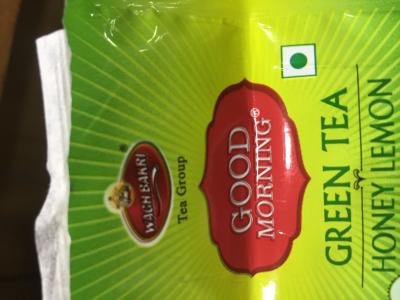 WAGH BAKRI
Tea Group
GOOD
MORNING®
GREEN TEA
HONEY LEMON